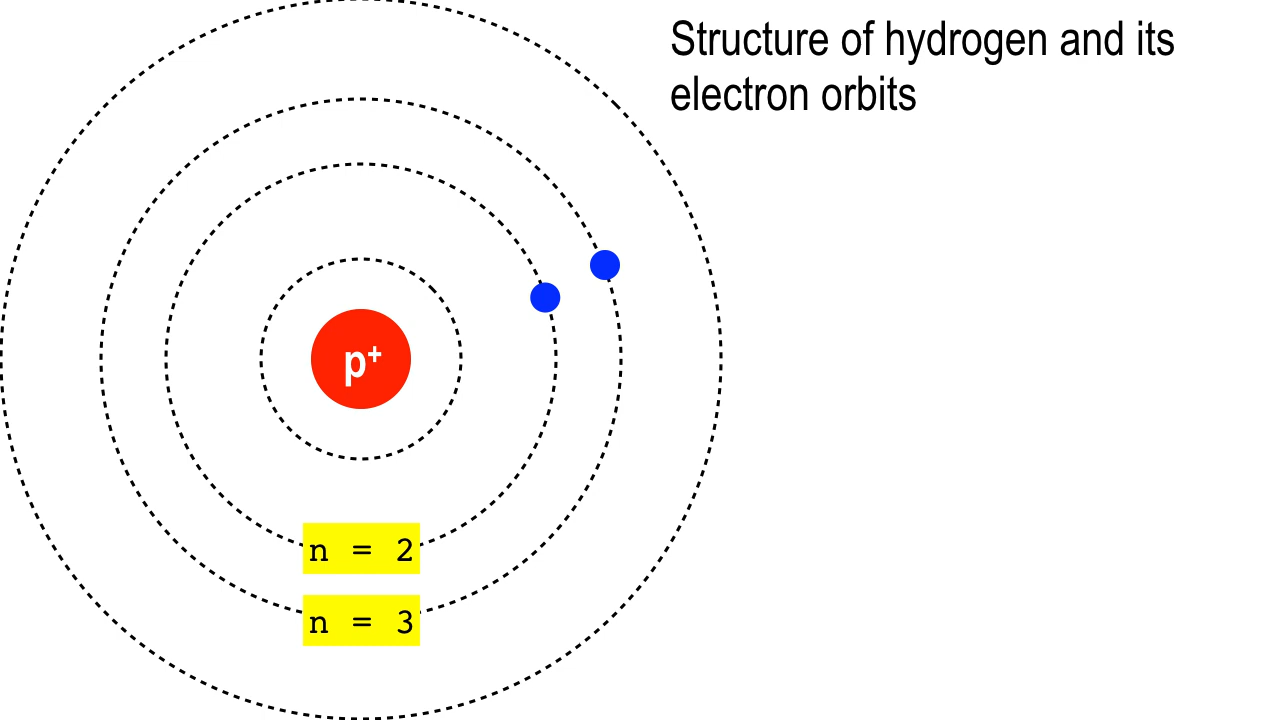 Structure of hydrogen and its
electron orbits
p⁺
n = 2
n = 3